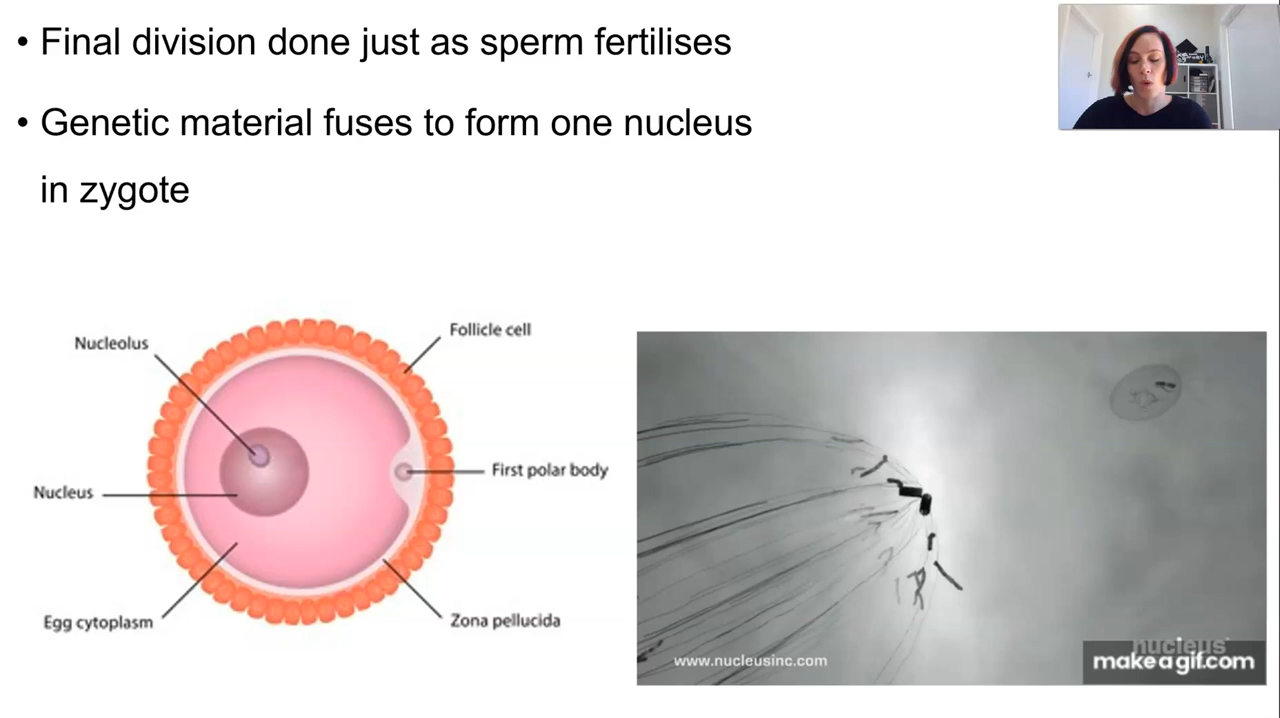 • Final division done just as sperm fertilises
• Genetic material fuses to form one nucleus
in zygote
Nucleolus
Follicle cell
First polar body
Nucleus
Egg cytoplasm
Zona pellucida
www.nucleusinc.com
nucleus
makeagif.com